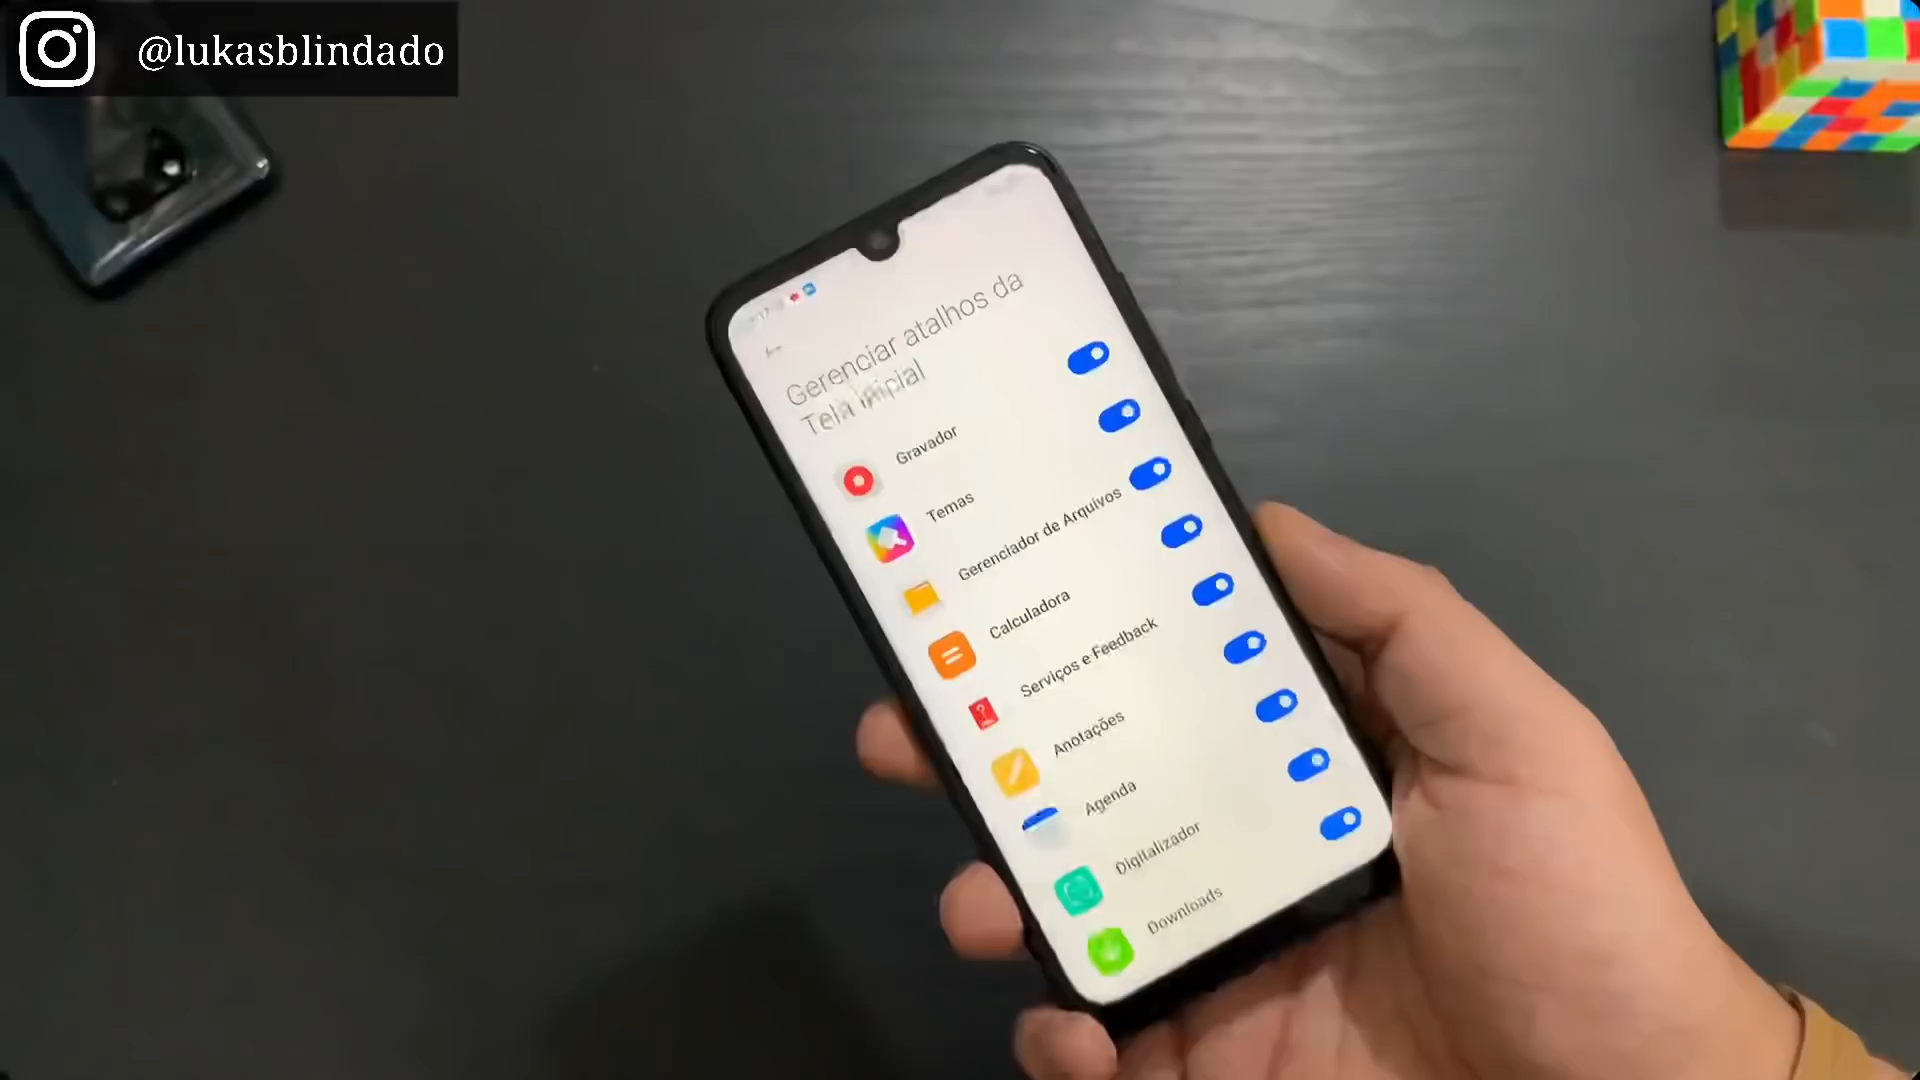 @lukasblindado
Gerenciar atalhos da
Tela inicial
Gravador
Temas
Gerenciador de Arquivos
Calculadora
Serviços e Feedback
Anotações
Agenda
Digitalizador
Downloads